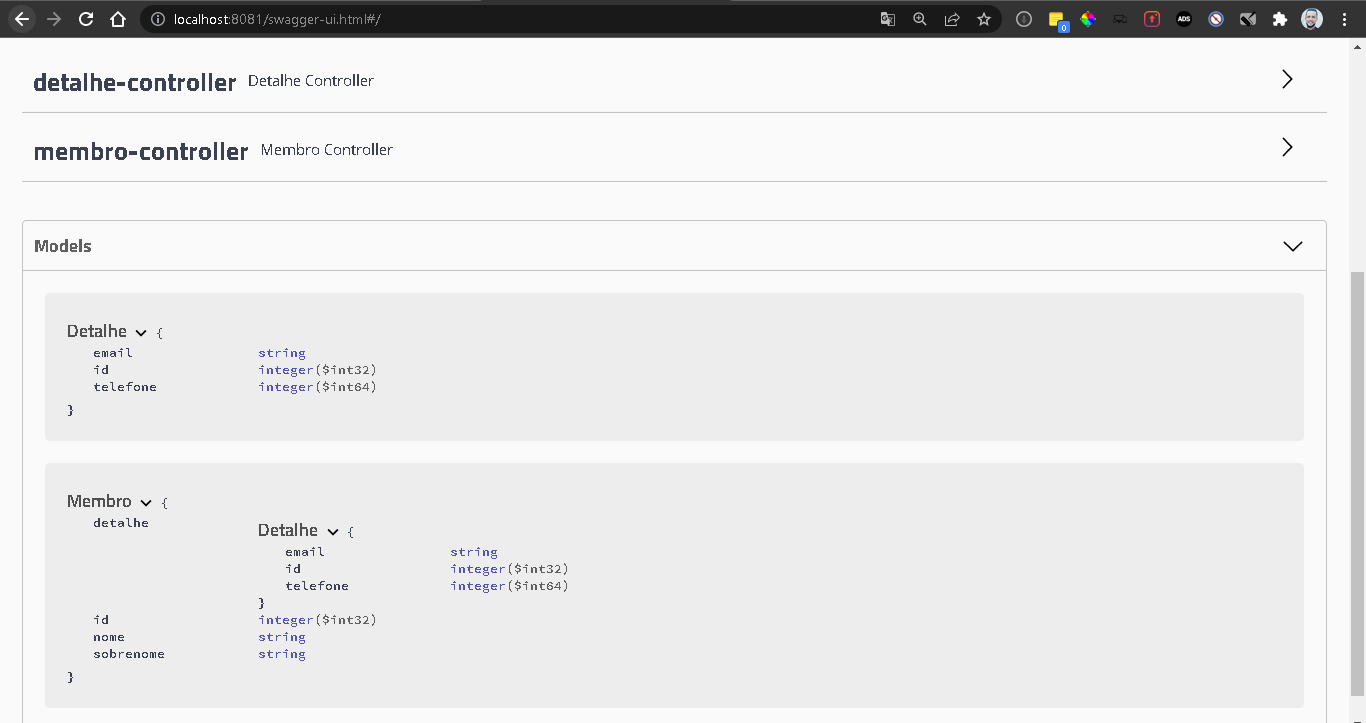 localhost:8081/swagger-ui.html#/
0
ADS
detalhe-controller Detalhe Controller
membro-controller Membro Controller
Models
Detalhe {
email string
id integer($int32)
telefone integer($int64)
}
Membro {
detalhe Detalhe {
email string
id integer($int32)
telefone integer($int64)
}
id integer($int32)
nome string
sobrenome string
}